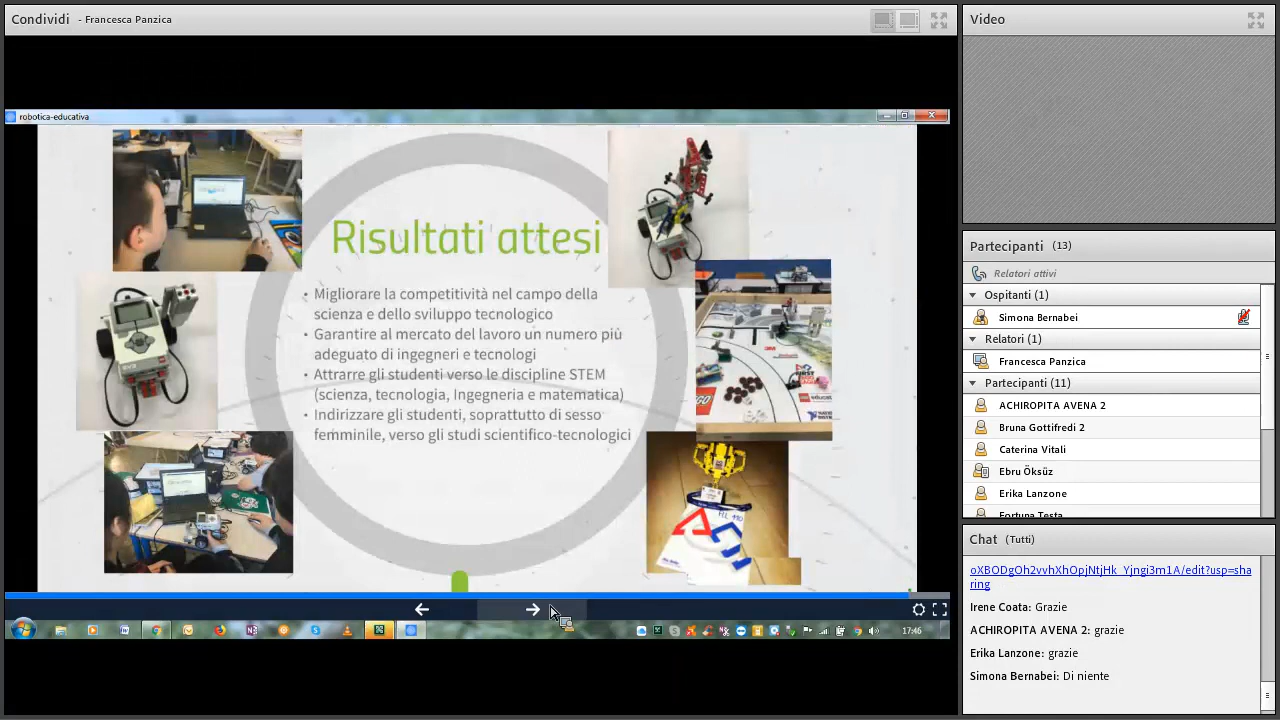 Condividi - Francesca Panzica
robotica-educativa
Risultati attesi
• Migliorare la competitività nel campo della
scienza e dello sviluppo tecnologico
• Garantire al mercato del lavoro un numero più
adeguato di ingegneri e tecnologi
• Attrarre gli studenti verso le discipline STEM
(scienza, tecnologia, Ingegneria e matematica)
• Indirizzare gli studenti, soprattutto di sesso
femminile, verso gli studi scientifico-tecnologici
17:46
Video
Partecipanti (13)
Relatori attivi
Ospitanti (1)
Simona Bernabei
Relatori (1)
Francesca Panzica
Partecipanti (11)
ACHIROPITA AVENA 2
Bruna Gottifredi 2
Caterina Vitali
Ebru Öksüz
Erika Lanzone
Fortuna Testa
Chat (Tutti)
oXBODgOh2vvhXhOpjNtjHk_Yjngi3m1A/edit?usp=sha
ring
Irene Coata: Grazie
ACHIROPITA AVENA 2: grazie
Erika Lanzone: grazie
Simona Bernabei: Di niente